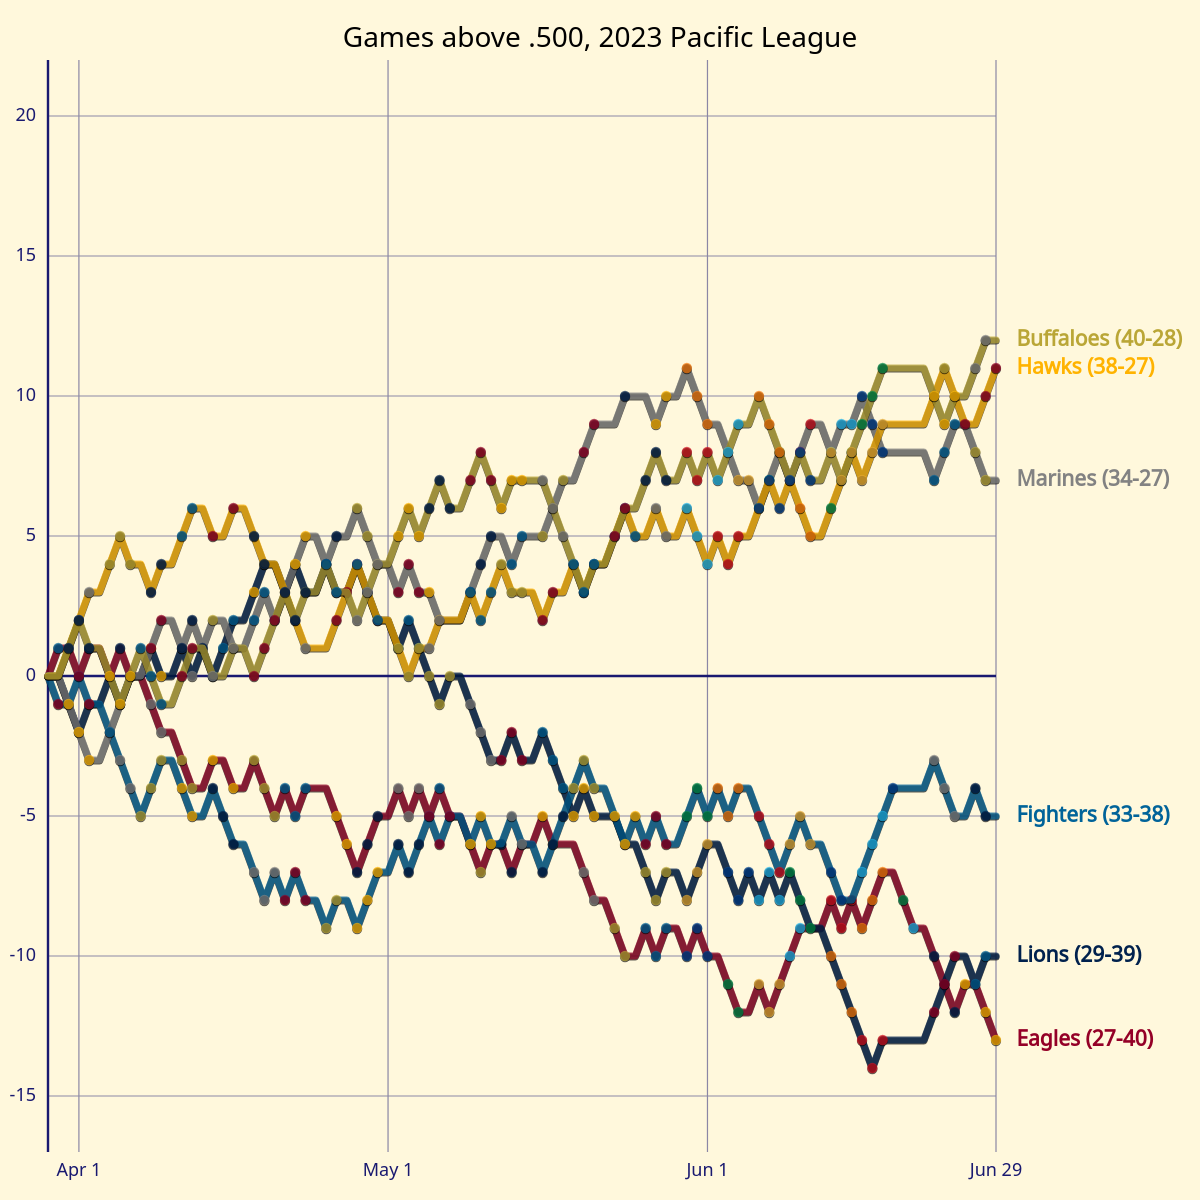 Games above .500, 2023 Pacific League
20
15
10
5
0
-5
-10
-15
Buffaloes (40-28)
Hawks (38-27)
Marines (34-27)
Fighters (33-38)
Lions (29-39)
Eagles (27-40)
Apr 1
May 1
Jun 1
Jun 29